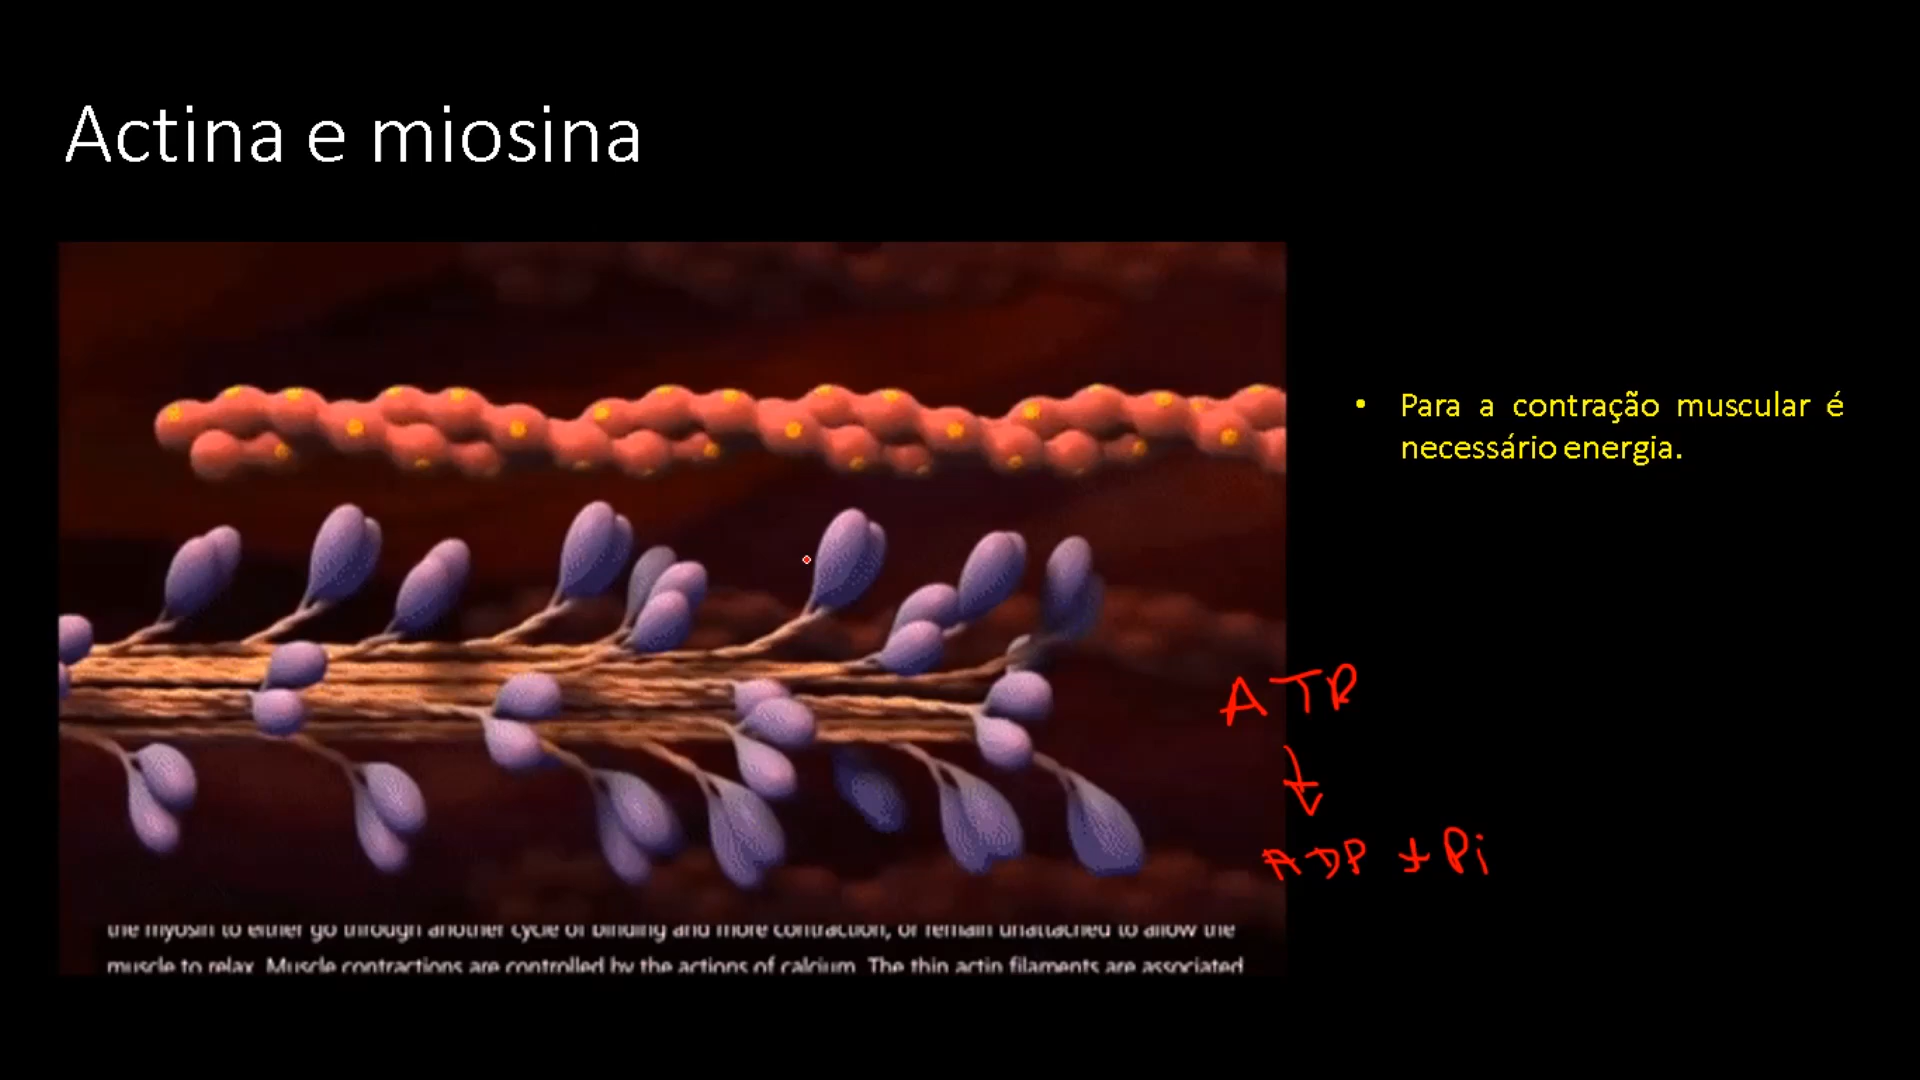 Actina e miosina
• Para a contração muscular é
necessário energia.
ATP
ADP + Pi
the myosin to either go through another cycle of binding and more contraction, or remain unattached to allow the
muscle to relax. Muscle contractions are controlled by the actions of calcium. The thin actin filaments are associated